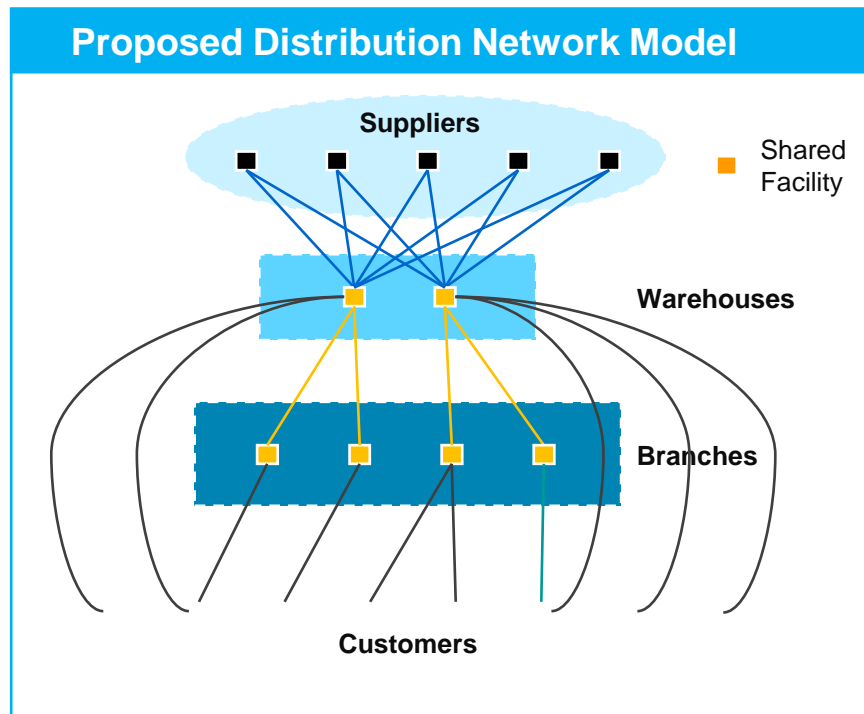 Proposed Distribution Network Model
Suppliers
Shared
Facility
Warehouses
Branches
Customers